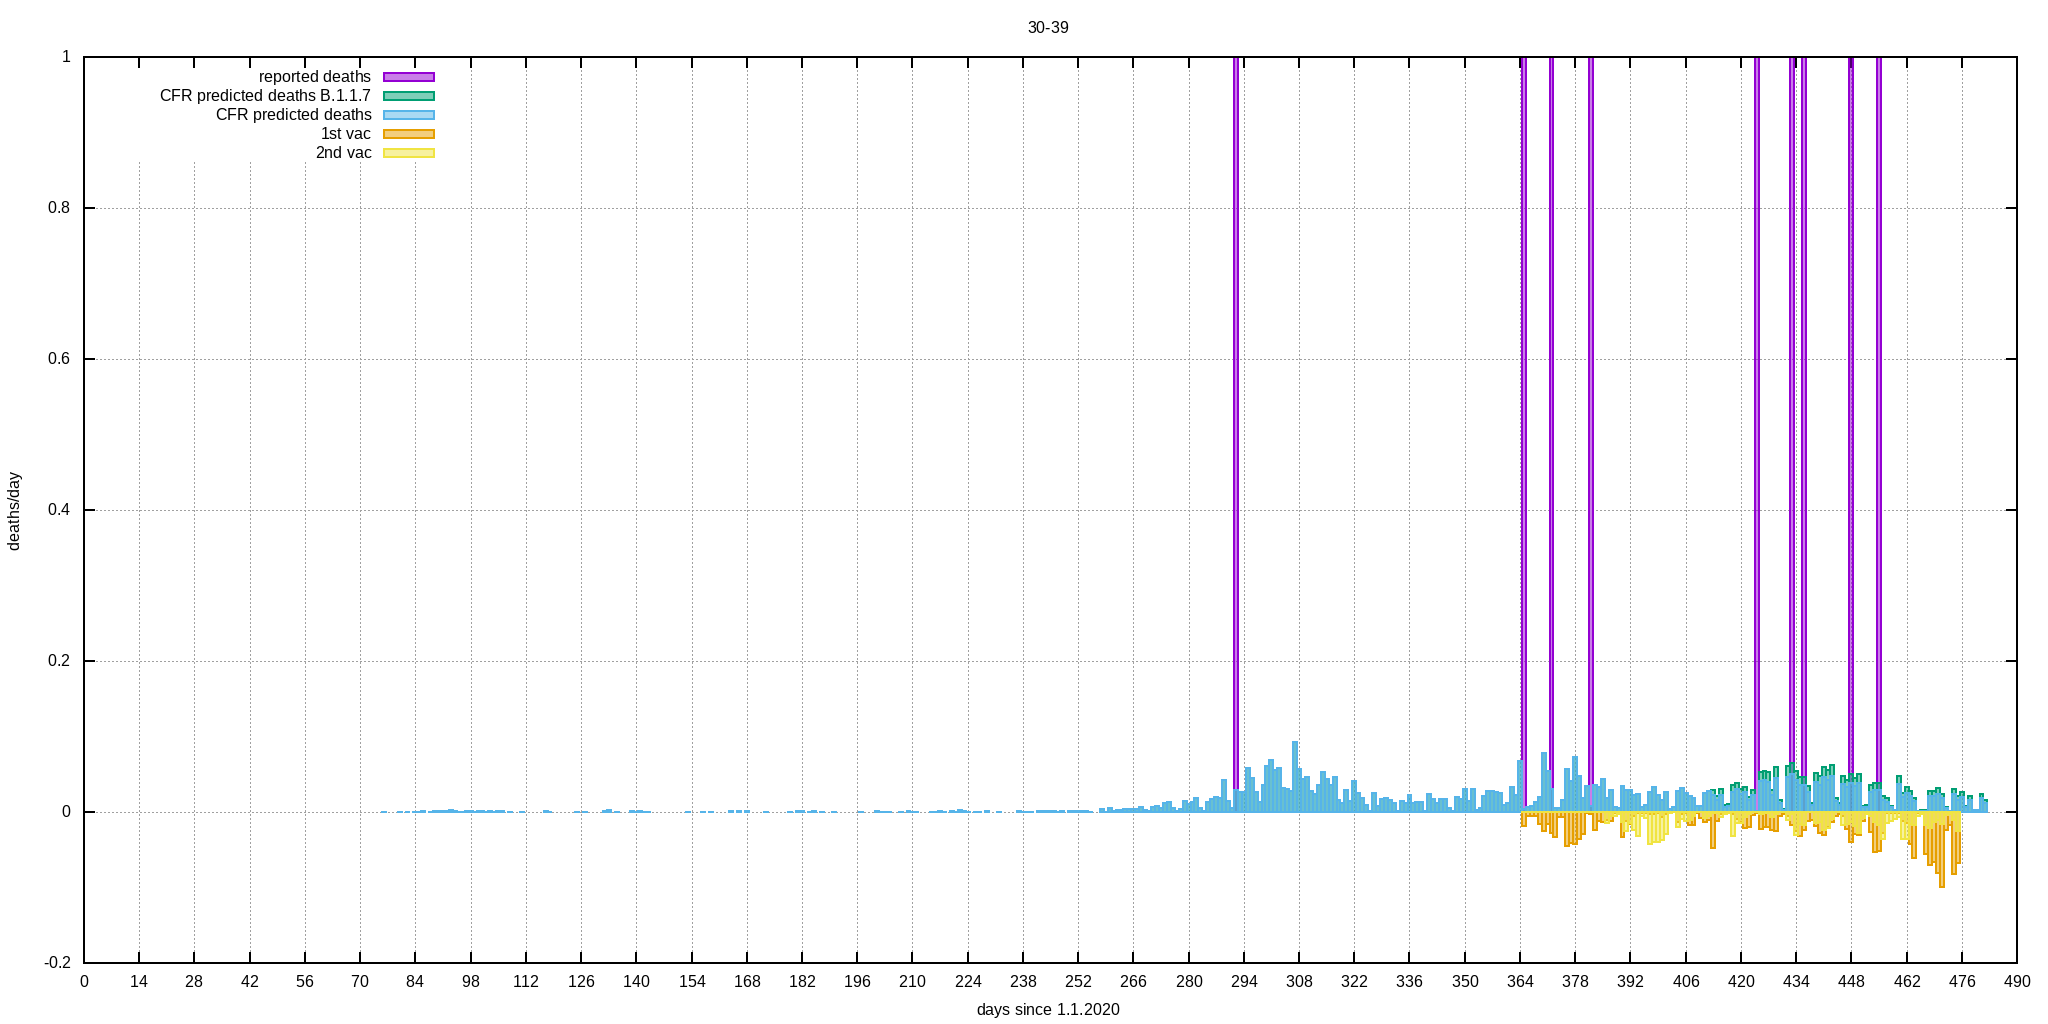 30-39
reported deaths
CFR predicted deaths B.1.1.7
CFR predicted deaths
1st vac
2nd vac
1
0.8
0.6
0.4
0.2
0
-0.2
deaths/day
0 14 28 42 56 70 84 98 112 126 140 154 168 182 196 210 224 238 252 266 280 294 308 322 336 350 364 378 392 406 420 434 448 462 476 490
days since 1.1.2020